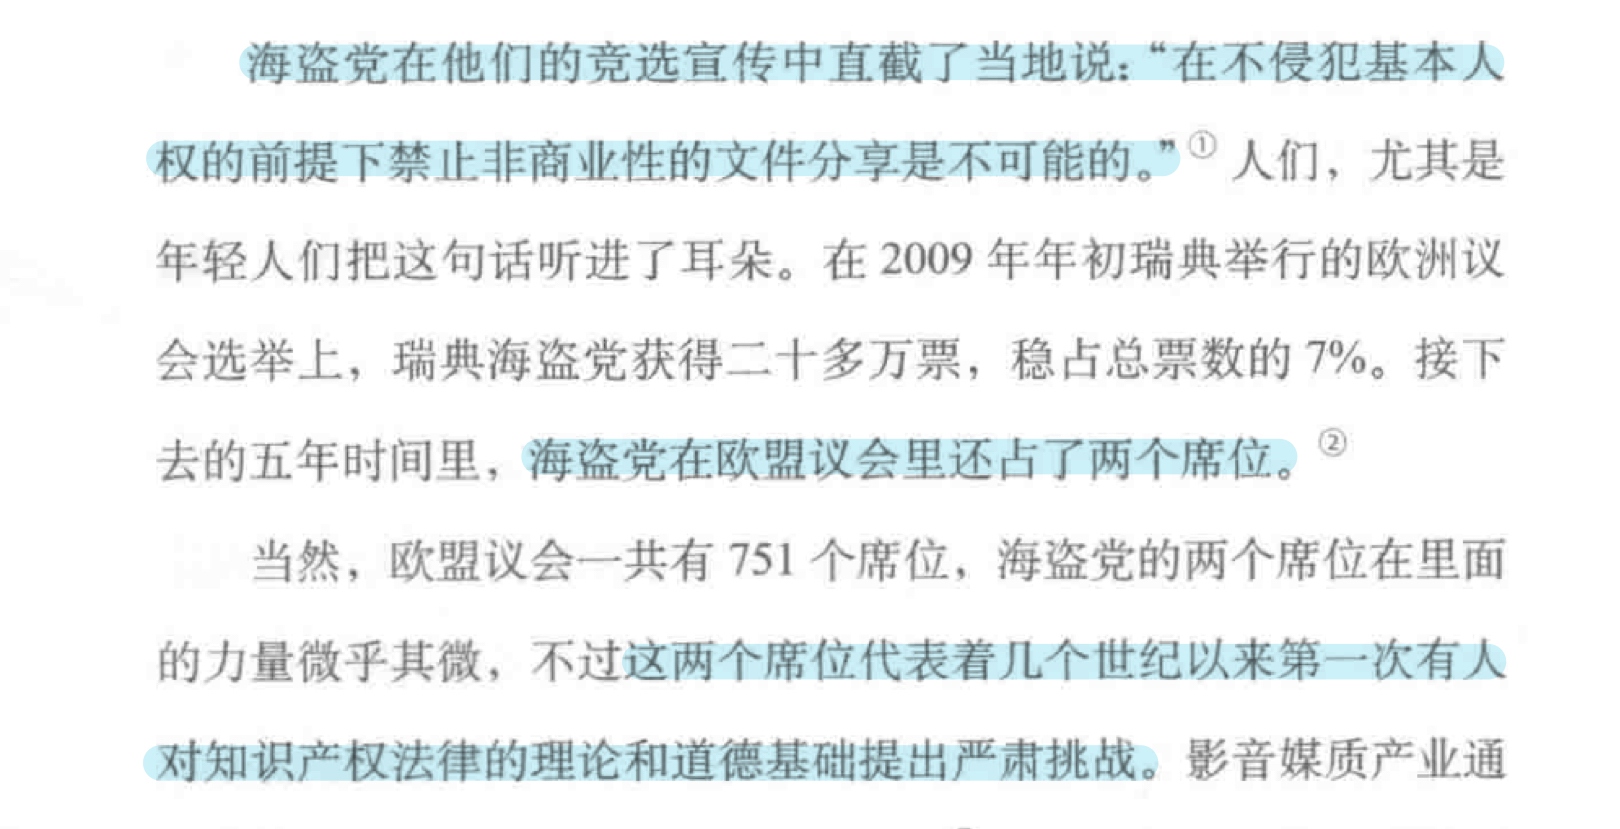 海盗党在他们的竞选宣传中直截了当地说：“在不侵犯基本人
权的前提下禁止非商业性的文件分享是不可能的。”① 人们，尤其是
年轻人们把这句话听进了耳朵。在 2009 年年初瑞典举行的欧洲议
会选举上，瑞典海盗党获得二十多万票，稳占总票数的 7%。接下
去的五年时间里，海盗党在欧盟议会里还占了两个席位。②
当然，欧盟议会一共有 751 个席位，海盗党的两个席位在里面
的力量微乎其微，不过这两个席位代表着几个世纪以来第一次有人
对知识产权法律的理论和道德基础提出严肃挑战。影音媒质产业通